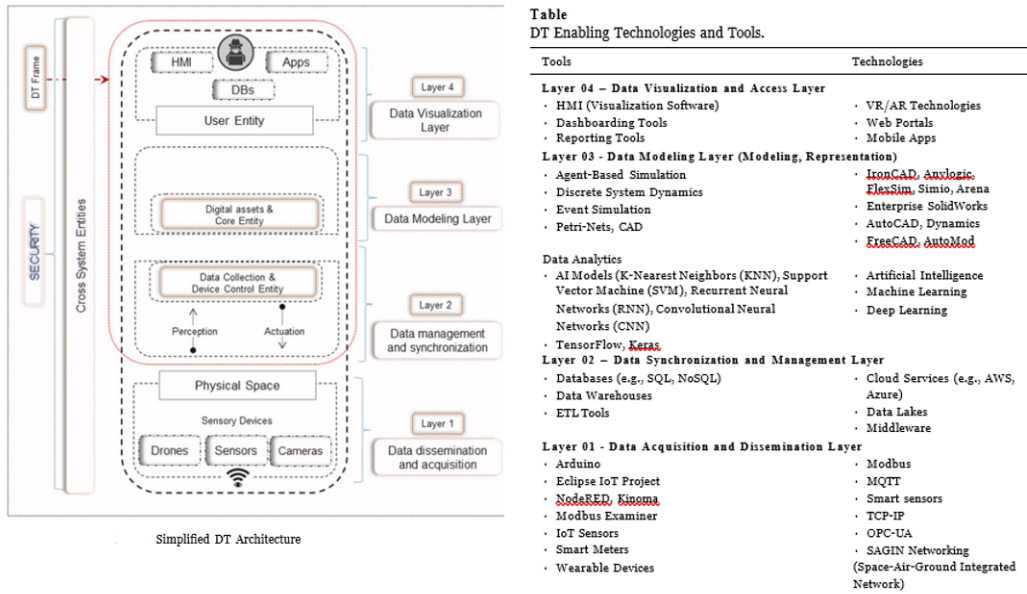 DT Frame
SECURITY
Cross System Entities
HMI
Apps
DBs
User Entity
Layer 4
Data Visualization
Layer
Digital assets &
Core Entity
Layer 3
Data Modeling Layer
Data Collection &
Device Control Entity
Perception
Actuation
Layer 2
Data management
and synchronization
Physical Space
Sensory Devices
Drones
Sensors
Cameras
Layer 1
Data dissemination
and acquisition
Simplified DT Architecture
Table
DT Enabling Technologies and Tools.
Tools Technologies
Layer 04 – Data Visualization and Access Layer
· HMI (Visualization Software) · VR/AR Technologies
· Dashboarding Tools · Web Portals
· Reporting Tools · Mobile Apps
Layer 03 - Data Modeling Layer (Modeling, Representation)
· Agent-Based Simulation · IronCAD, Anylogic,
FlexSim, Simio, Arena
· Discrete System Dynamics
· Enterprise SolidWorks
· Event Simulation
· AutoCAD, Dynamics
· Petri-Nets, CAD
· FreeCAD, AutoMod
Data Analytics
· AI Models (K-Nearest Neighbors (KNN), Support · Artificial Intelligence
Vector Machine (SVM), Recurrent Neural · Machine Learning
Networks (RNN), Convolutional Neural · Deep Learning
Networks (CNN)
· TensorFlow, Keras
Layer 02 – Data Synchronization and Management Layer
· Databases (e.g., SQL, NoSQL) · Cloud Services (e.g., AWS,
Azure)
· Data Warehouses
· ETL Tools · Data Lakes
· Middleware
Layer 01 - Data Acquisition and Dissemination Layer
· Arduino · Modbus
· Eclipse IoT Project · MQTT
· NodeRED, Kinoma · Smart sensors
· Modbus Examiner · TCP-IP
· IoT Sensors · OPC-UA
· Smart Meters · SAGIN Networking
· Wearable Devices (Space-Air-Ground Integrated
Network)